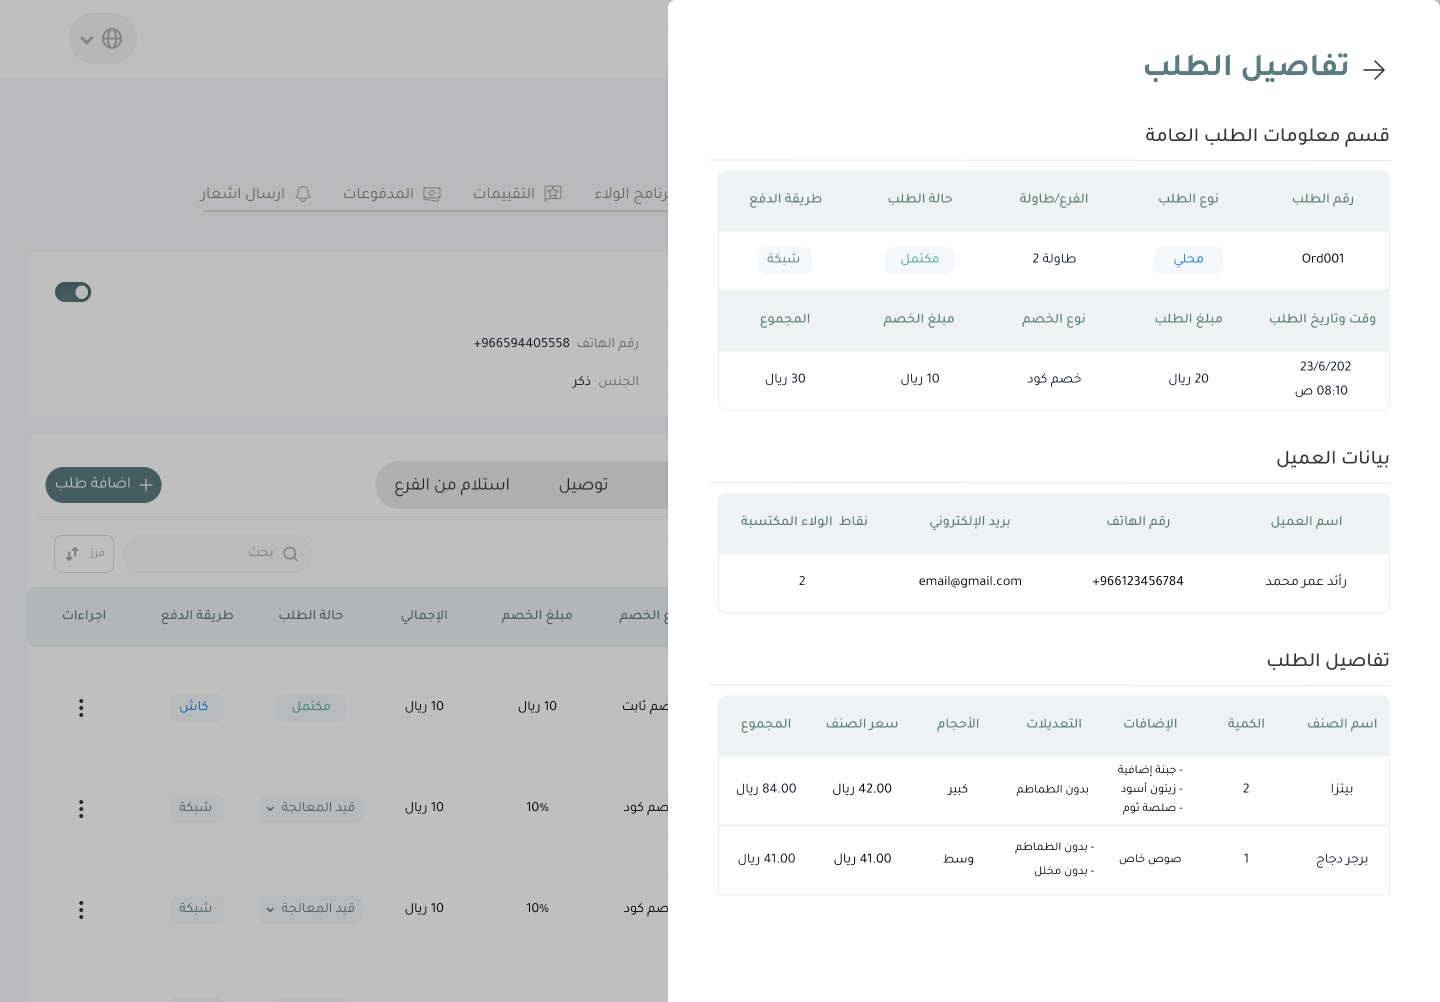 تفاصيل الطلب
قسم معلومات الطلب العامة
رقم الطلب نوع الطلب الفرع/طاولة حالة الطلب طريقة الدفع
Ord001 محلي طاولة 2 مكتمل شبكة
وقت وتاريخ الطلب مبلغ الطلب نوع الخصم مبلغ الخصم المجموع
23/6/202
08:10 ص
20 ريال خصم كود 10 ريال 30 ريال
بيانات العميل
اسم العميل رقم الهاتف بريد الإلكتروني نقاط الولاء المكتسبة
رائد عمر محمد +966123456784 email@gmail.com 2
تفاصيل الطلب
اسم الصنف الكمية الإضافات التعديلات الأحجام سعر الصنف المجموع
بيتزا 2
- جبنة إضافية
- زيتون أسود
- صلصة ثوم
بدون الطماطم كبير 42.00 ريال 84.00 ريال
برجر دجاج 1 صوص خاص
- بدون الطماطم
- بدون مخلل
وسط 41.00 ريال 41.00 ريال
رنامج الولاء التقييمات المدفوعات ارسال اشعار
رقم الهاتف +966594405558
الجنس ذكر
توصيل استلام من الفرع
+ اضافة طلب
بحث فرز
ع الخصم مبلغ الخصم الإجمالي حالة الطلب طريقة الدفع اجراءات
صم ثابت 10 ريال 10 ريال مكتمل كاش
صم كود 10% 10 ريال قيد المعالجة شبكة
صم كود 10% 10 ريال قيد المعالجة شبكة